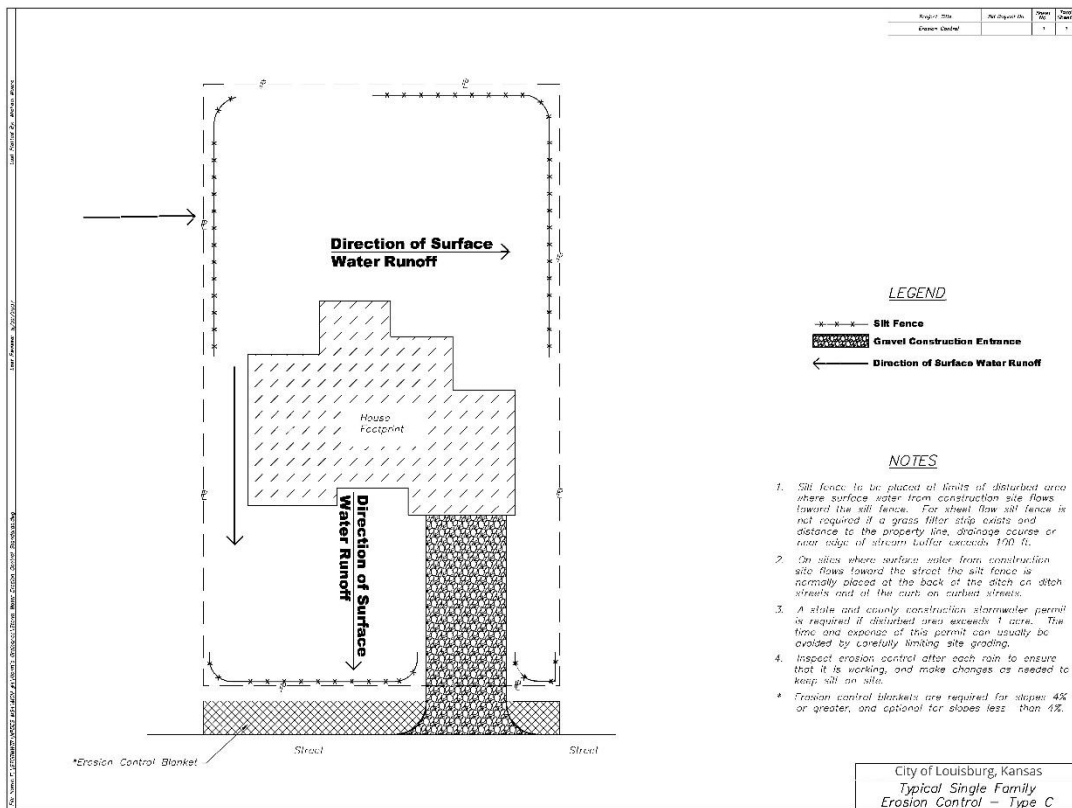 Project Title
Erosion Control
1
1
Direction of Surface
Water Runoff
House
Footprint
Direction of Surface
Water Runoff
Street
Street
*Erosion Control Blanket
LEGEND
Silt Fence
Gravel Construction Entrance
Direction of Surface Water Runoff
NOTES
1. Silt fence to be placed at limits of disturbed area
where surface water from construction site flows
toward the silt fence. For sheet flow silt fence is
not required if a grass filter strip exists and
distance to the property line, drainage course or
near edge of stream buffer exceeds 100 ft.
2. On sites where surface water from construction
site flows toward the street the silt fence is
normally placed at the back of the ditch on ditch
streets and at the curb on curbed streets.
3. A state and county construction stormwater permit
is required if disturbed area exceeds 1 acre. The
time and expense of this permit can usually be
avoided by carefully limiting site grading.
4. Inspect erosion control after each rain to ensure
that it is working, and make changes as needed to
keep silt on site.
* Erosion control blankets are required for slopes 4%
or greater, and optional for slopes less than 4%.
City of Louisburg, Kansas
Typical Single Family
Erosion Control – Type C